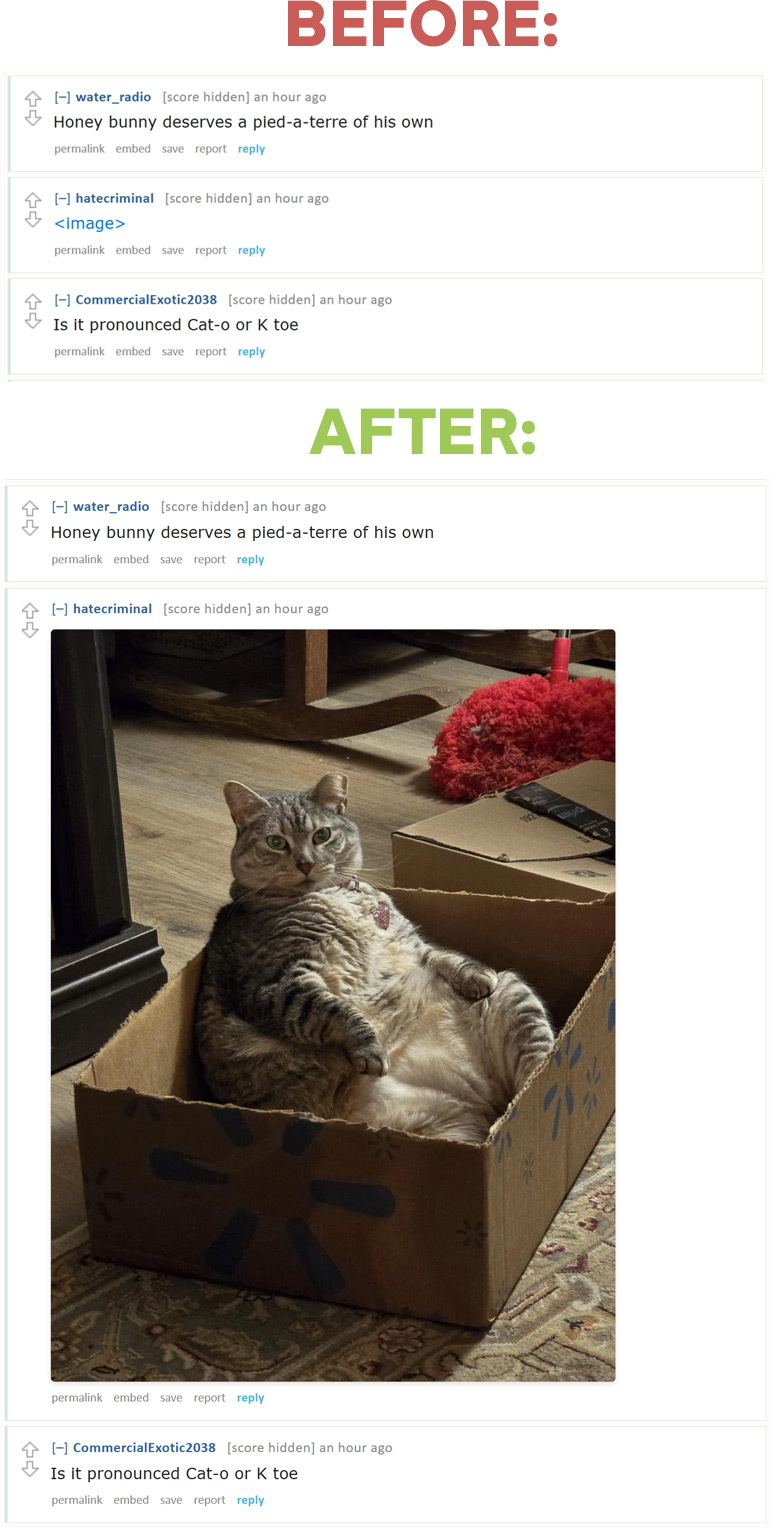 BEFORE:
[–] water_radio [score hidden] an hour ago
Honey bunny deserves a pied-a-terre of his own
permalink embed save report reply
[–] hatecriminal [score hidden] an hour ago
<image>
permalink embed save report reply
[–] CommercialExotic2038 [score hidden] an hour ago
Is it pronounced Cat-o or K toe
permalink embed save report reply
AFTER:
[–] water_radio [score hidden] an hour ago
Honey bunny deserves a pied-a-terre of his own
permalink embed save report reply
[–] hatecriminal [score hidden] an hour ago
permalink embed save report reply
[–] CommercialExotic2038 [score hidden] an hour ago
Is it pronounced Cat-o or K toe
permalink embed save report reply